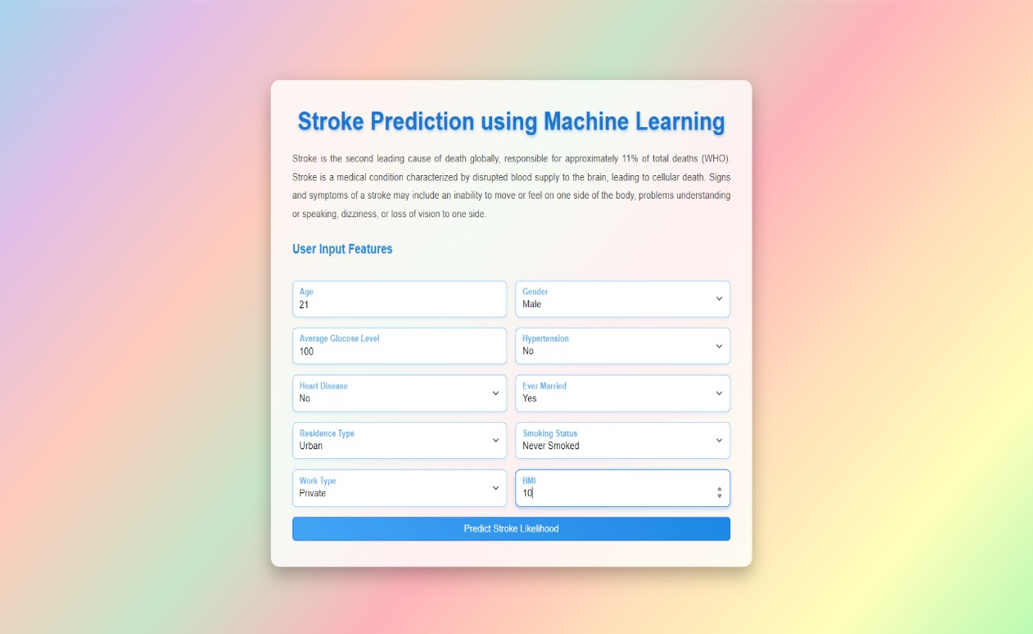 Stroke Prediction using Machine Learning
Stroke is the second leading cause of death globally, responsible for approximately 11% of total deaths (WHO).
Stroke is a medical condition characterized by disrupted blood supply to the brain, leading to cellular death. Signs
and symptoms of a stroke may include an inability to move or feel on one side of the body, problems understanding
or speaking, dizziness, or loss of vision to one side.
User Input Features
Age
21
Gender
Male
Average Glucose Level
100
Hypertension
No
Heart Disease
No
Ever Married
Yes
Residence Type
Urban
Smoking Status
Never Smoked
Work Type
Private
BMI
10
Predict Stroke Likelihood